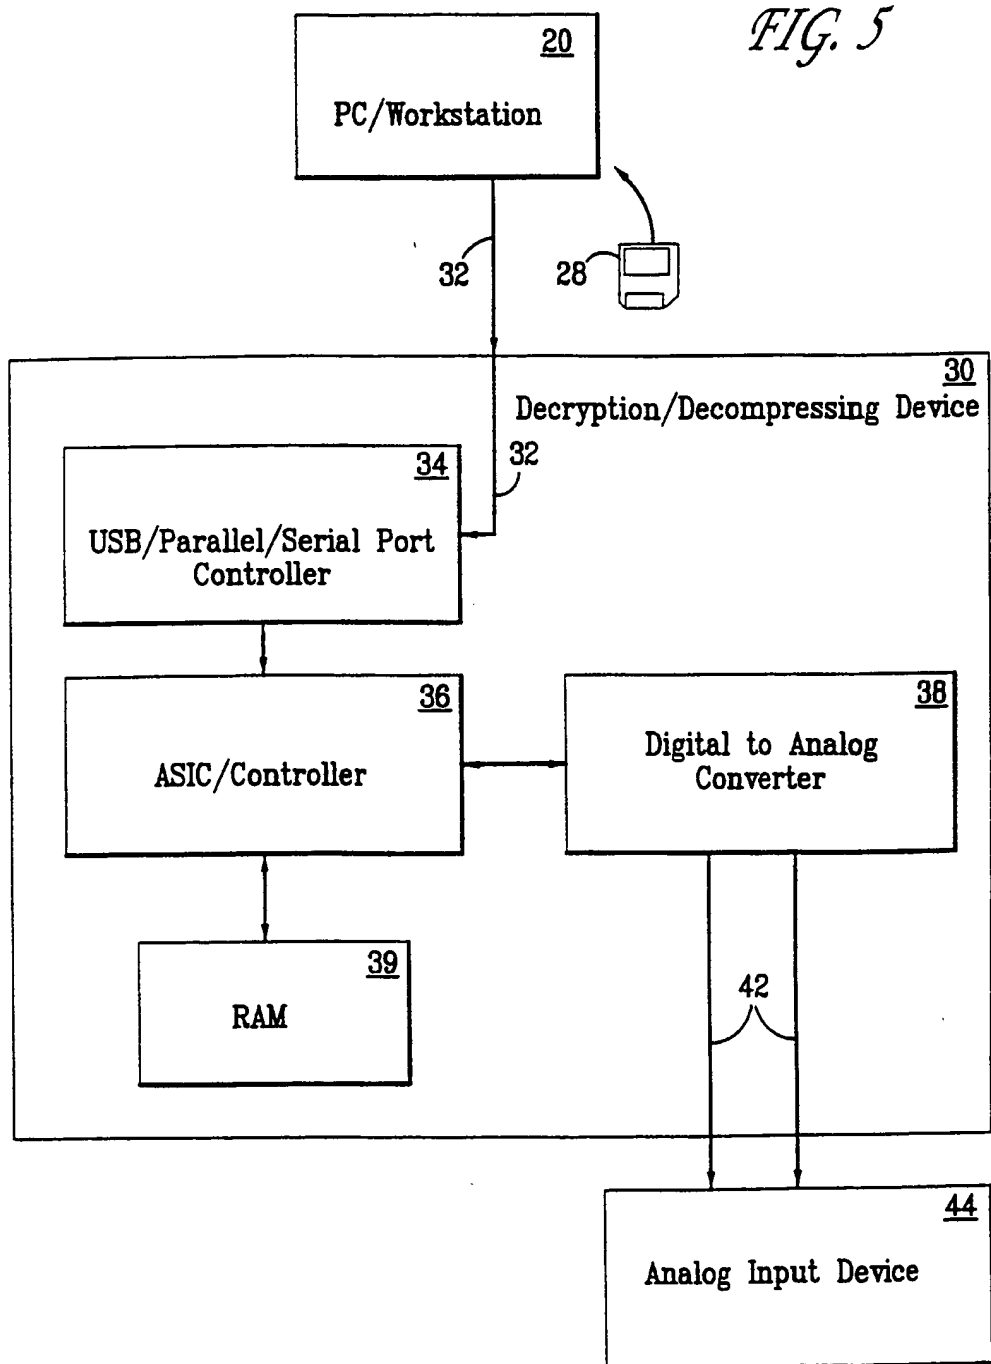 FIG. 5
20
PC/Workstation
32
28
30
Decryption/Decompressing Device
32
34
USB/Parallel/Serial Port
Controller
36
ASIC/Controller
38
Digital to Analog
Converter
39
RAM
42
44
Analog Input Device